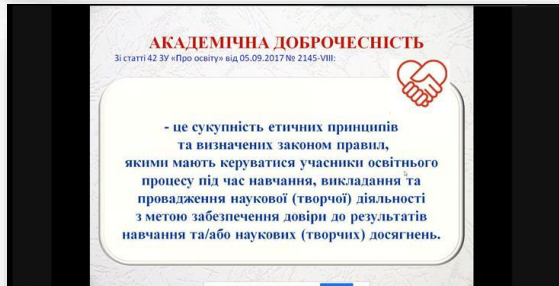 АКАДЕМІЧНА ДОБРОЧЕСНІСТЬ
Зі статті 42 ЗУ «Про освіту» від 05.09.2017 № 2145-VIII:
- це сукупність етичних принципів
та визначених законом правил,
якими мають керуватися учасники освітнього
процесу під час навчання, викладання та
провадження наукової (творчої) діяльності
з метою забезпечення довіри до результатів
навчання та/або наукових (творчих) досягнень.